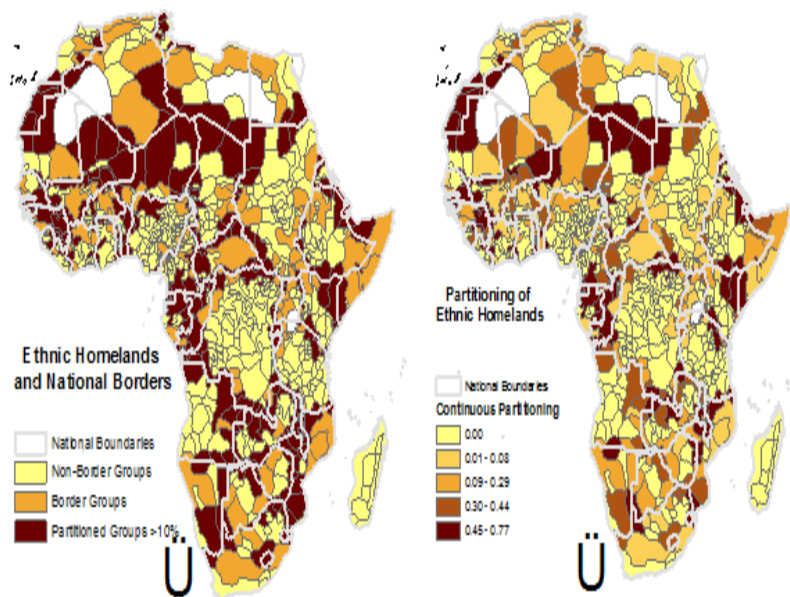 Ethnic Homelands
and National Borders
National Boundaries
Non-Border Groups
Border Groups
Partitioned Groups >10%
Ü
Partitioning of
Ethnic Homelands
National Boundaries
Continuous Partitioning
0.00
0.01 - 0.08
0.09 - 0.29
0.30 - 0.44
0.45 - 0.77
Ü